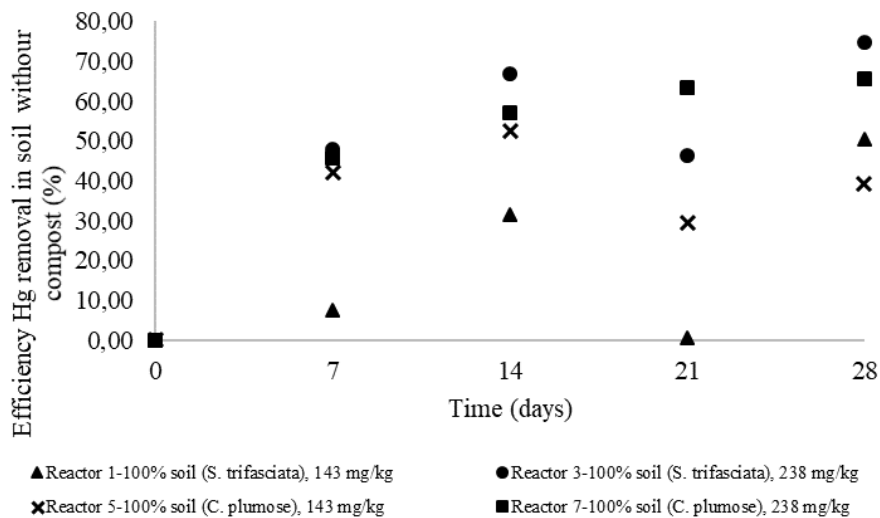 Efficiency Hg removal in soil withour
compost (%)
80,00
70,00
60,00
50,00
40,00
30,00
20,00
10,00
0,00
0 7 14 21 28
Time (days)
Reactor 1-100% soil (S. trifasciata), 143 mg/kg
Reactor 3-100% soil (S. trifasciata), 238 mg/kg
Reactor 5-100% soil (C. plumose), 143 mg/kg
Reactor 7-100% soil (C. plumose), 238 mg/kg